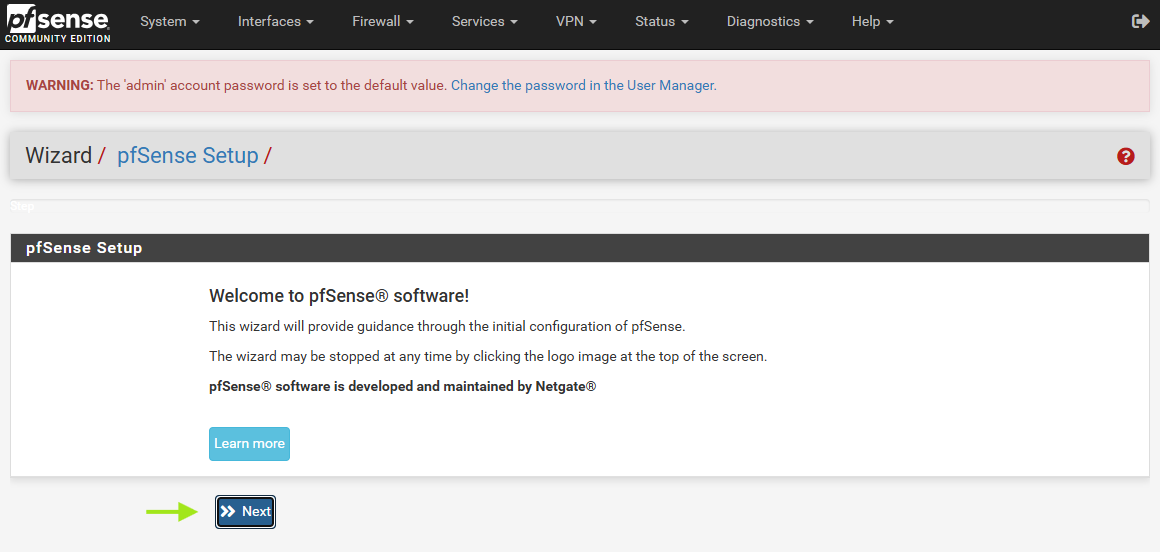 pfsense
COMMUNITY EDITION
System Interfaces Firewall Services VPN Status Diagnostics Help
WARNING: The 'admin' account password is set to the default value. Change the password in the User Manager.
Wizard / pfSense Setup /
Step
pfSense Setup
Welcome to pfSense® software!
This wizard will provide guidance through the initial configuration of pfSense.
The wizard may be stopped at any time by clicking the logo image at the top of the screen.
pfSense® software is developed and maintained by Netgate®
Learn more
Next